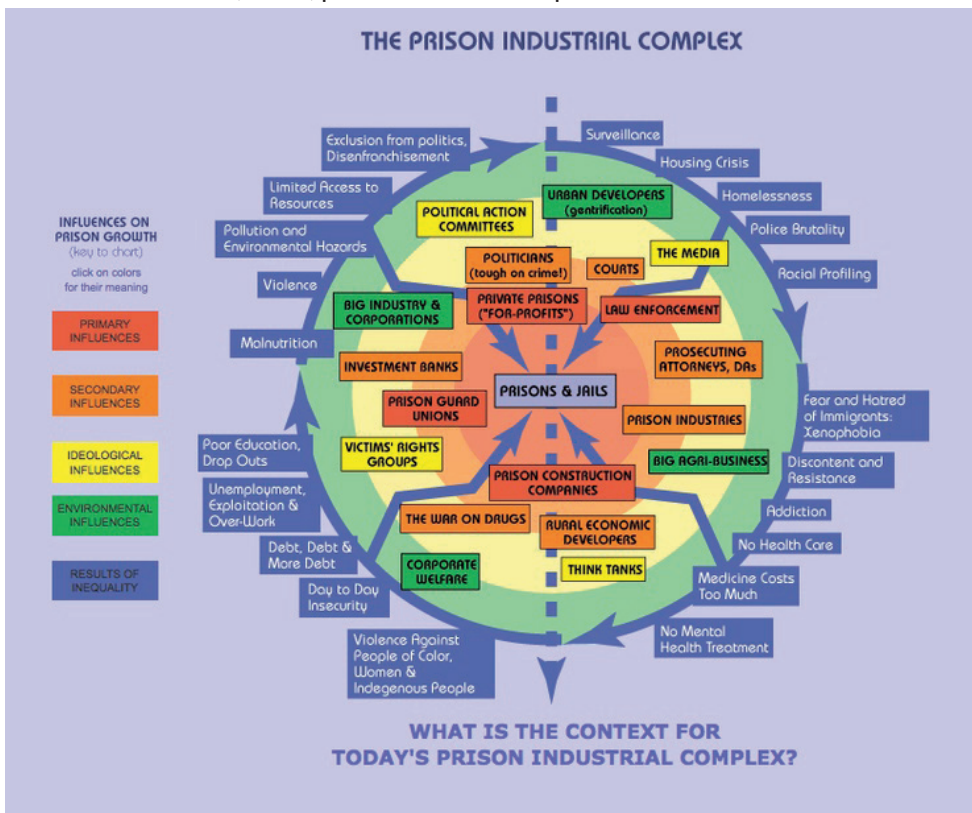 THE PRISON INDUSTRIAL COMPLEX
Exclusion from politics,
Disenfranchisement
Limited Access to
Resources
Pollution and
Environmental Hazards
Violence
Malnutrition
Poor Education,
Drop Outs
Unemployment,
Exploitation &
Over-Work
Debt, Debt &
More Debt
Day to Day
Insecurity
Violence Against
People of Color,
Women &
Indegenous People
Surveillance
Housing Crisis
Homelessness
Police Brutality
Racial Profiling
Fear and Hatred
of Immigrants:
Xenophobia
Discontent and
Resistance
Addiction
No Health Care
Medicine Costs
Too Much
No Mental
Health Treatment
INFLUENCES ON
PRISON GROWTH
(key to chart)
click on colors
for their meaning
PRIMARY
INFLUENCES
SECONDARY
INFLUENCES
IDEOLOGICAL
INFLUENCES
ENVIRONMENTAL
INFLUENCES
RESULTS OF
INEQUALITY
URBAN DEVELOPERS
(gentrification)
POLITICAL ACTION
COMMITTEES
POLITICIANS
(tough on crime!)
COURTS
THE MEDIA
BIG INDUSTRY &
CORPORATIONS
PRIVATE PRISONS
("FOR-PROFITS")
LAW ENFORCEMENT
INVESTMENT BANKS
PROSECUTING
ATTORNEYS, DAs
PRISONS & JAILS
PRISON GUARD
UNIONS
PRISON INDUSTRIES
VICTIMS' RIGHTS
GROUPS
BIG AGRI-BUSINESS
PRISON CONSTRUCTION
COMPANIES
THE WAR ON DRUGS
RURAL ECONOMIC
DEVELOPERS
CORPORATE
WELFARE
THINK TANKS
WHAT IS THE CONTEXT FOR
TODAY'S PRISON INDUSTRIAL COMPLEX?